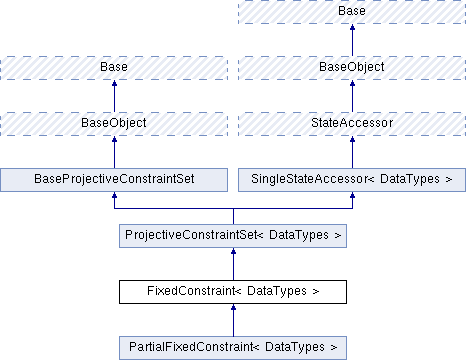 Base
Base
BaseObject
BaseObject
StateAccessor
BaseProjectiveConstraintSet
SingleStateAccessor< DataTypes >
ProjectiveConstraintSet< DataTypes >
FixedConstraint< DataTypes >
PartialFixedConstraint< DataTypes >